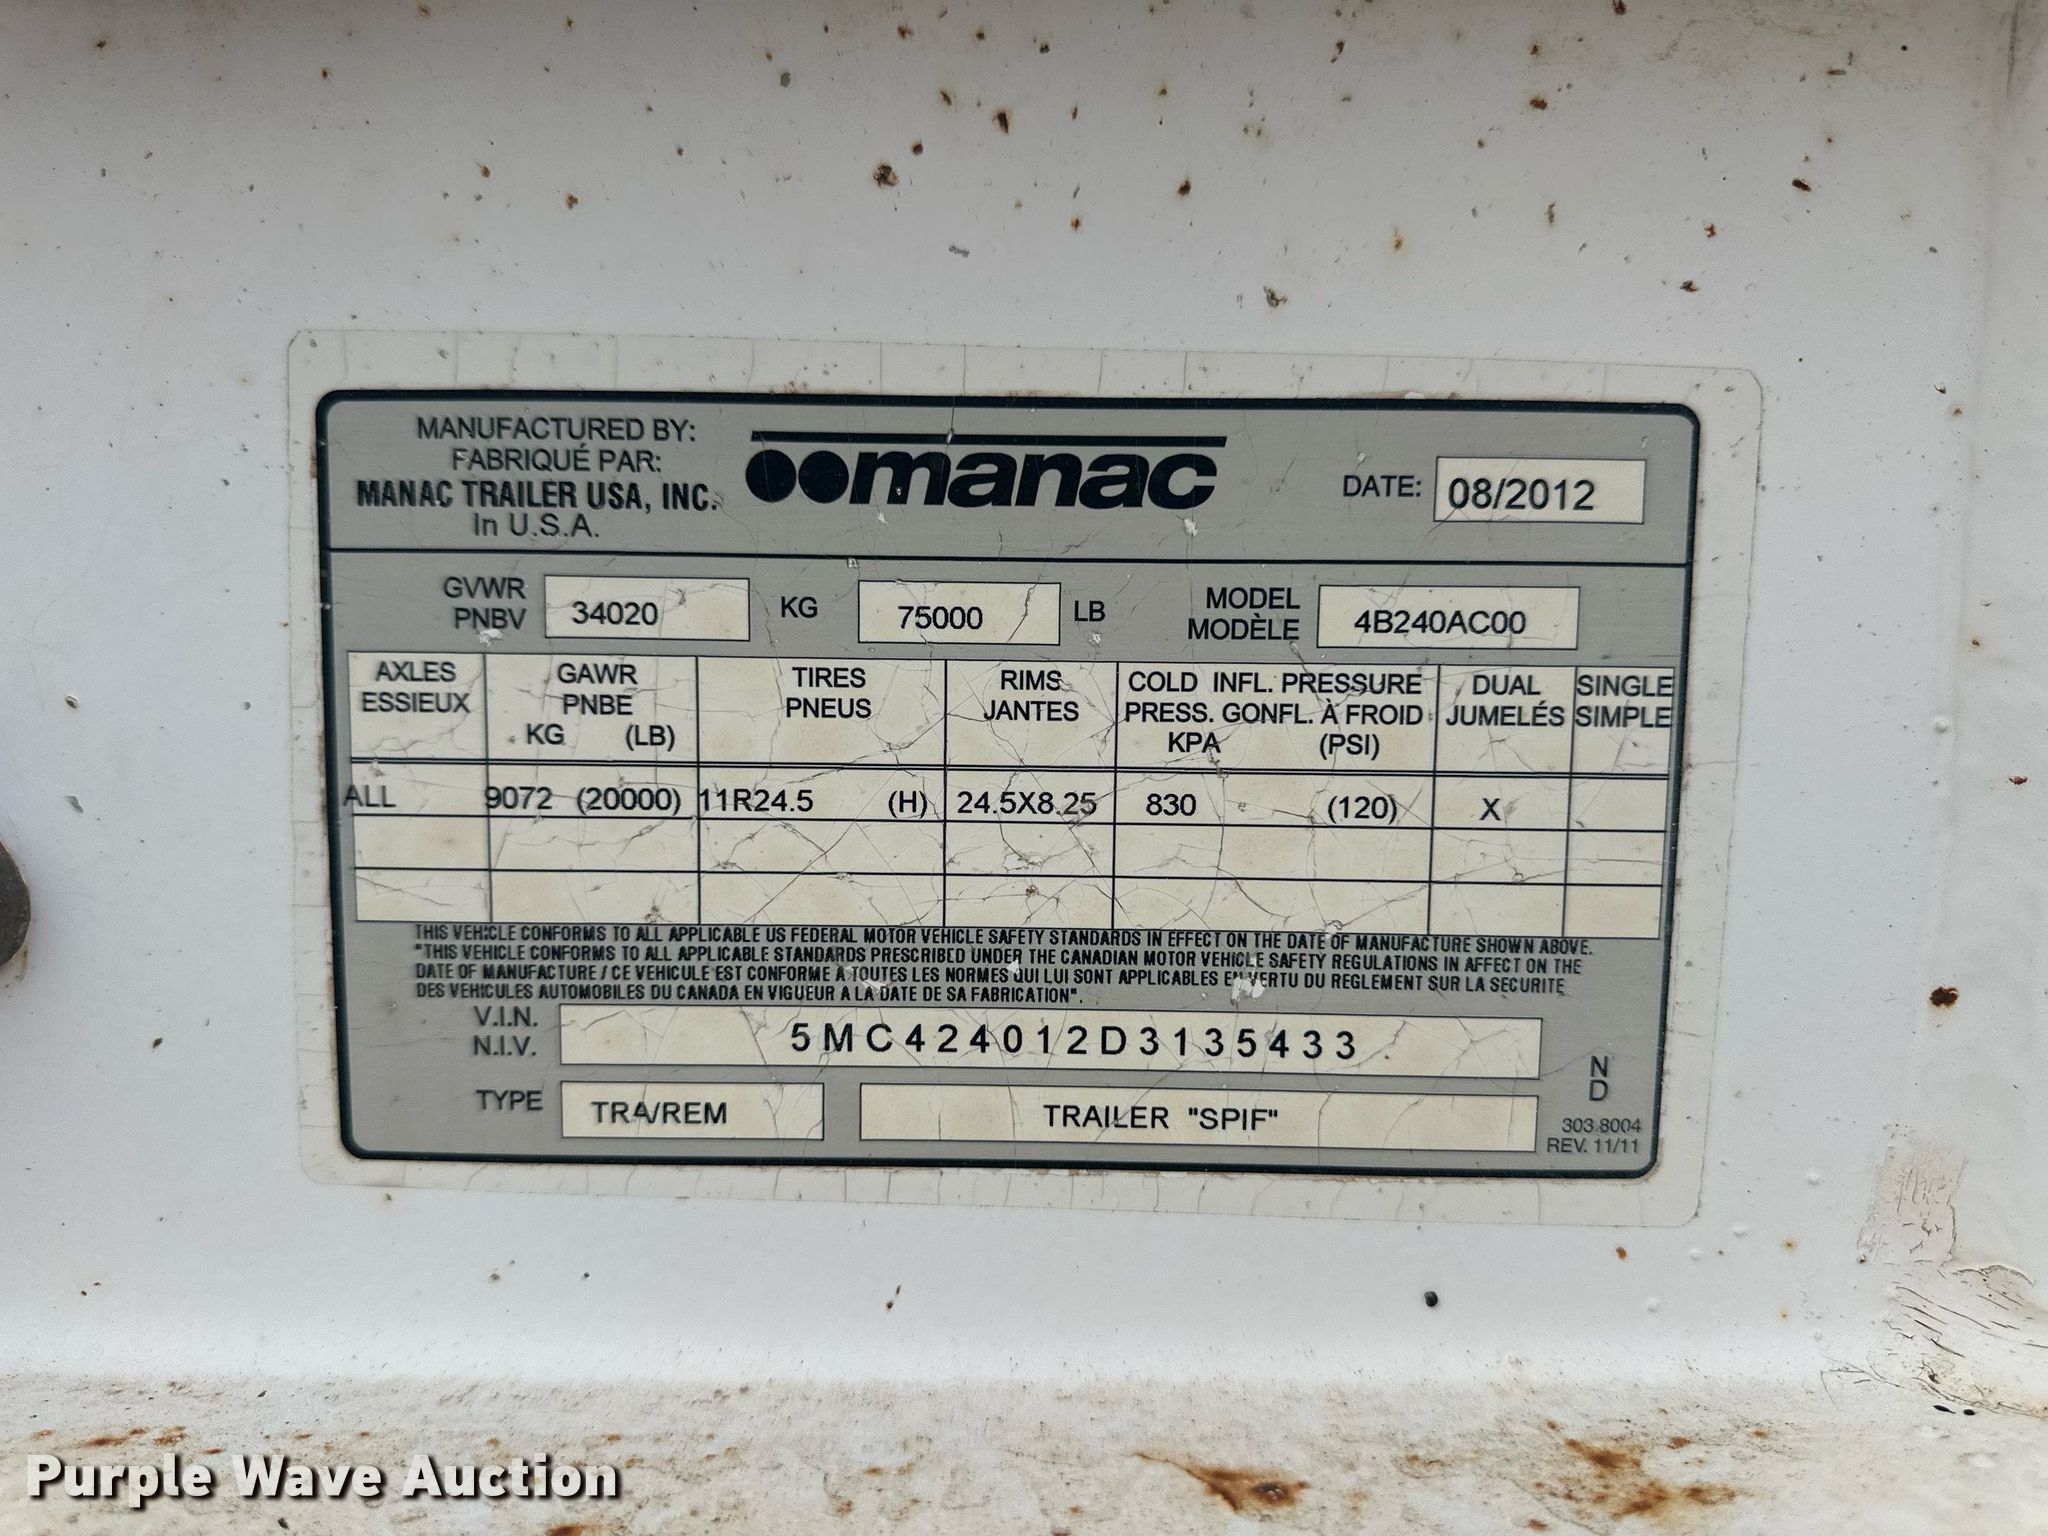 MANUFACTURED BY:
FABRIQUÉ PAR:
MANAC TRAILER USA, INC.
In U.S.A.
manac
DATE: 08/2012
GVWR
PNBV
34020 KG 75000 LB
MODEL
MODÈLE
4B240AC00
AXLES
ESSIEUX
GAWR
PNBE
KG (LB)
TIRES
PNEUS
RIMS
JANTES
COLD INFL. PRESSURE
PRESS. GONFL. À FROID
KPA (PSI)
DUAL
JUMELÉS
SINGLE
SIMPLE
ALL 9072 (20000) 11R24.5 (H) 24.5X8.25 830 (120) X
THIS VEHICLE CONFORMS TO ALL APPLICABLE US FEDERAL MOTOR VEHICLE SAFETY STANDARDS IN EFFECT ON THE DATE OF MANUFACTURE SHOWN ABOVE.
"THIS VEHICLE CONFORMS TO ALL APPLICABLE STANDARDS PRESCRIBED UNDER THE CANADIAN MOTOR VEHICLE SAFETY REGULATIONS IN AFFECT ON THE
DATE OF MANUFACTURE / CE VEHICULE EST CONFORME A TOUTES LES NORMES QUI LUI SONT APPLICABLES EN VERTU DU REGLEMENT SUR LA SECURITE
DES VEHICULES AUTOMOBILES DU CANADA EN VIGUEUR A LA DATE DE SA FABRICATION".
V.I.N.
N.I.V.
5MC424012D3135433
TYPE TRA/REM TRAILER "SPIF"
N
D
303 8004
REV. 11/11
Purple Wave Auction